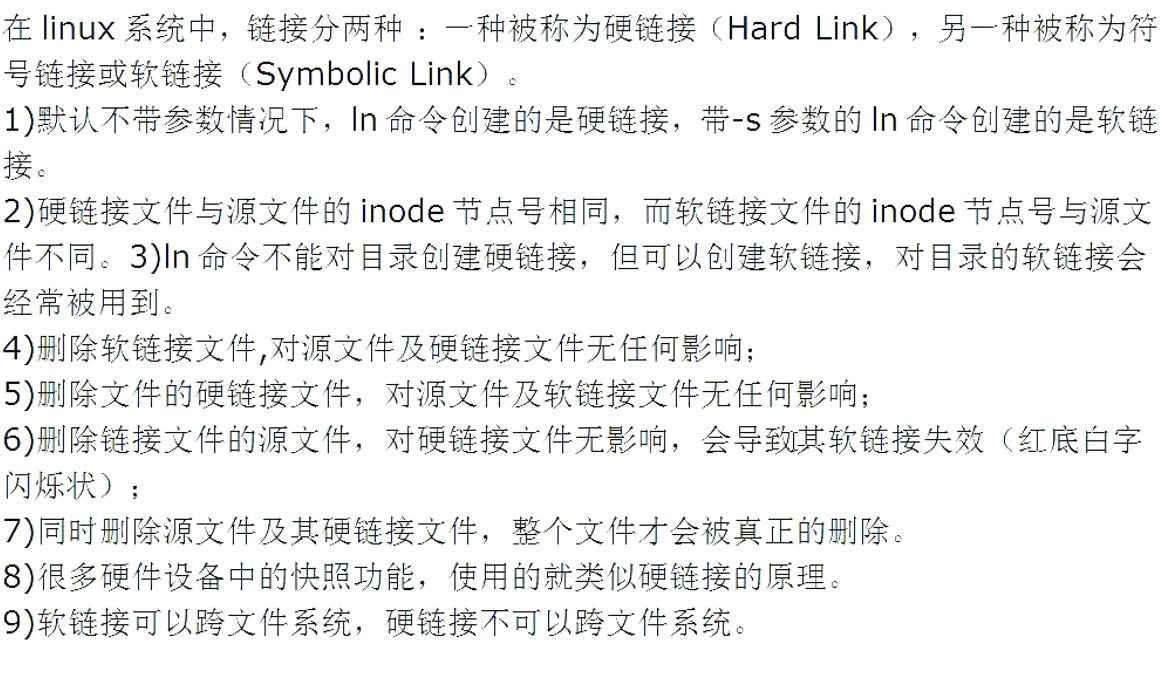 在 linux 系统中，链接分两种 ：一种被称为硬链接（Hard Link），另一种被称为符
号链接或软链接（Symbolic Link）。
1)默认不带参数情况下，ln 命令创建的是硬链接，带-s 参数的 ln 命令创建的是软链
接。
2)硬链接文件与源文件的 inode 节点号相同，而软链接文件的 inode 节点号与源文
件不同。3)ln 命令不能对目录创建硬链接，但可以创建软链接，对目录的软链接会
经常被用到。
4)删除软链接文件,对源文件及硬链接文件无任何影响；
5)删除文件的硬链接文件，对源文件及软链接文件无任何影响；
6)删除链接文件的源文件，对硬链接文件无影响，会导致其软链接失效（红底白字
闪烁状）；
7)同时删除源文件及其硬链接文件，整个文件才会被真正的删除。
8)很多硬件设备中的快照功能，使用的就类似硬链接的原理。
9)软链接可以跨文件系统，硬链接不可以跨文件系统。